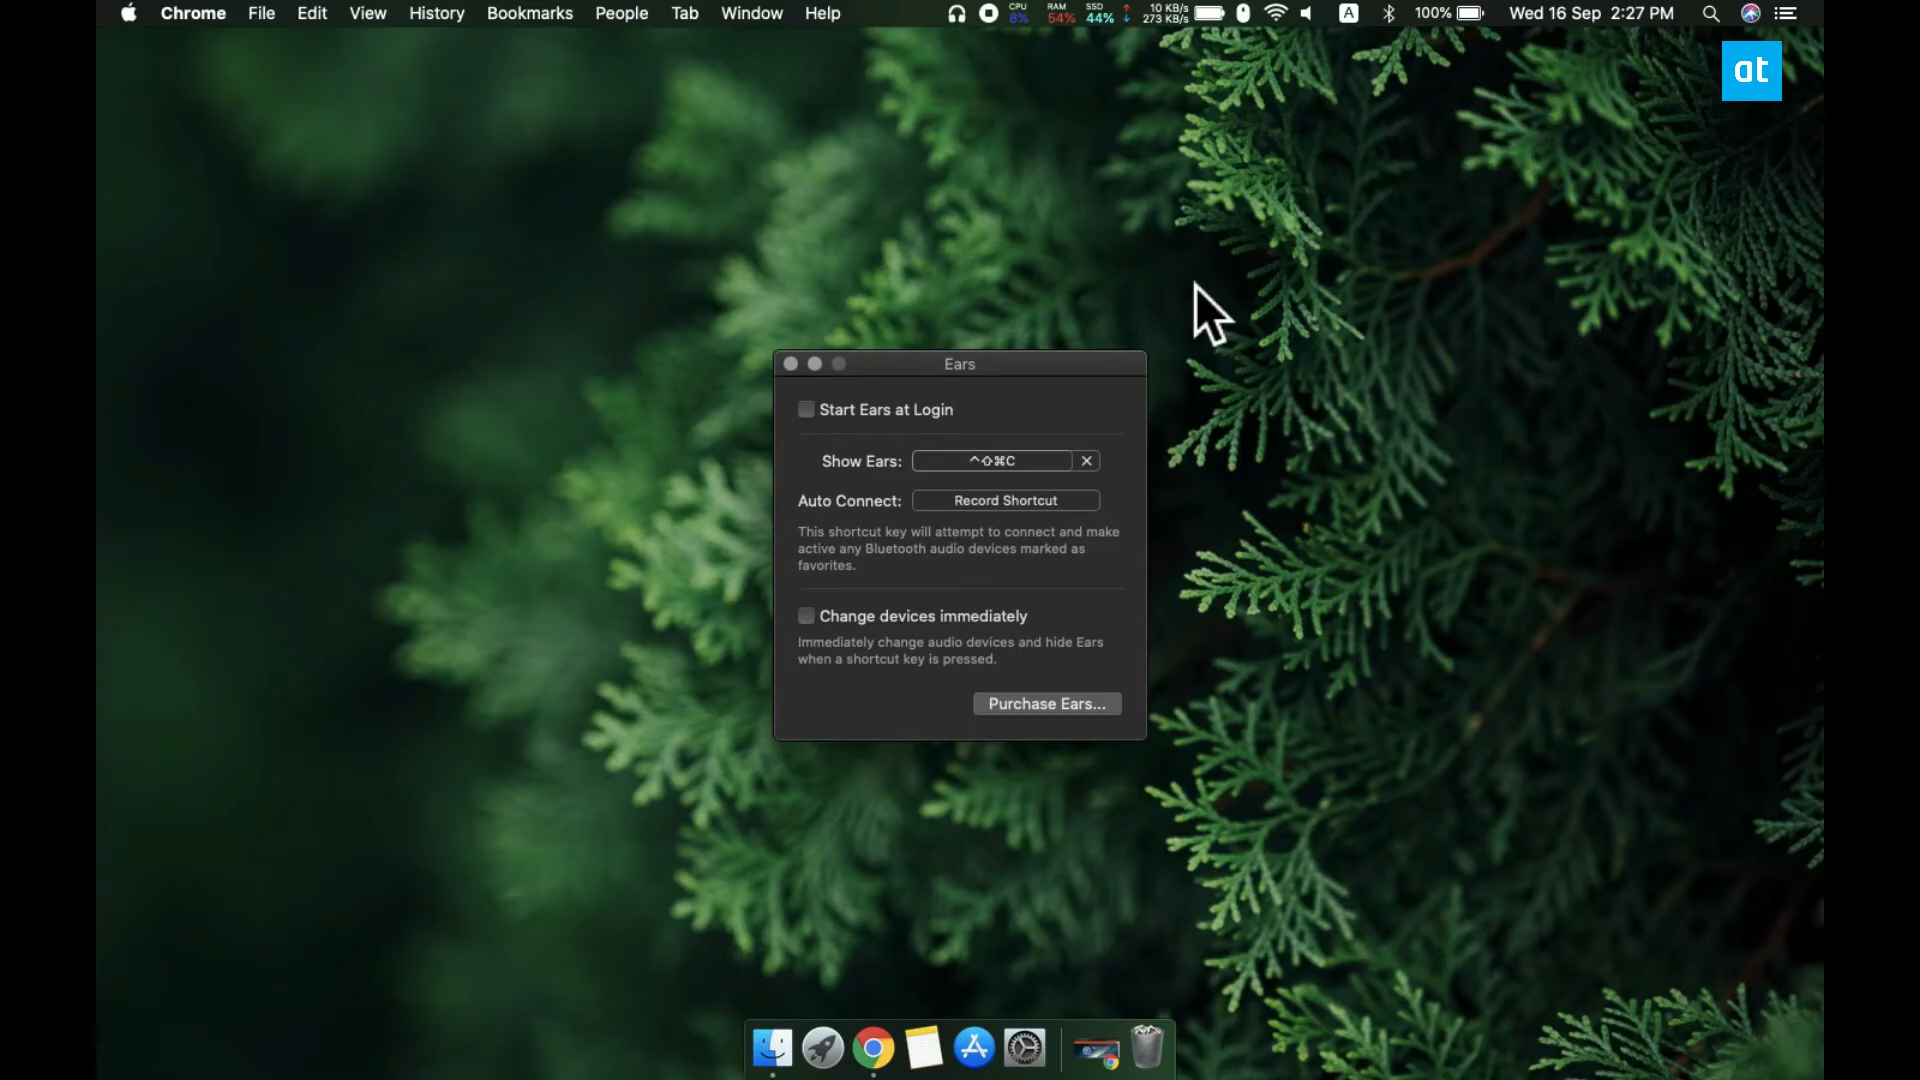 Chrome File Edit View History Bookmarks People Tab Window Help CPU 8% RAM 54% SSD 44% 10 KB/s 273 KB/s A 100% Wed 16 Sep 2:27 PM
at
Ears
Start Ears at Login
Show Ears: ^⇧⌘C ✕
Auto Connect: Record Shortcut
This shortcut key will attempt to connect and make
active any Bluetooth audio devices marked as
favorites.
Change devices immediately
Immediately change audio devices and hide Ears
when a shortcut key is pressed.
Purchase Ears...